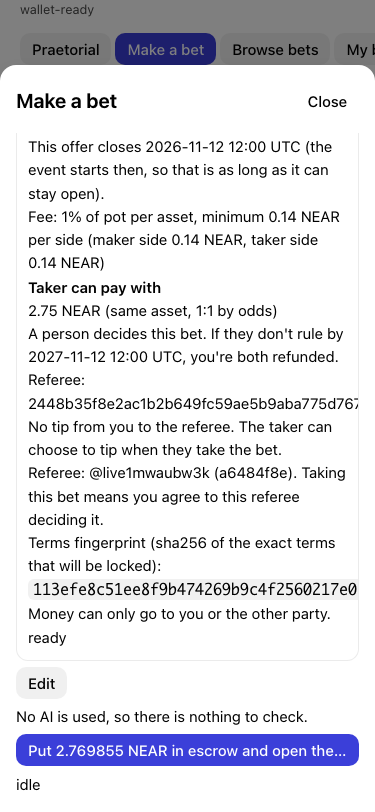 wallet-ready
Praetorial Make a bet Browse bets My b
Make a bet Close
This offer closes 2026-11-12 12:00 UTC (the
event starts then, so that is as long as it can
stay open).
Fee: 1% of pot per asset, minimum 0.14 NEAR
per side (maker side 0.14 NEAR, taker side
0.14 NEAR)
Taker can pay with
2.75 NEAR (same asset, 1:1 by odds)
A person decides this bet. If they don't rule by
2027-11-12 12:00 UTC, you're both refunded.
Referee:
2448b35f8e2ac1b2b649fc59ae5b9aba775d767
No tip from you to the referee. The taker can
choose to tip when they take the bet.
Referee: @live1mwaubw3k (a6484f8e). Taking
this bet means you agree to this referee
deciding it.
Terms fingerprint (sha256 of the exact terms
that will be locked):
113efe8c51ee8f9b474269b9c4f2560217e0
Money can only go to you or the other party.
ready
Edit
No AI is used, so there is nothing to check.
Put 2.769855 NEAR in escrow and open the...
idle